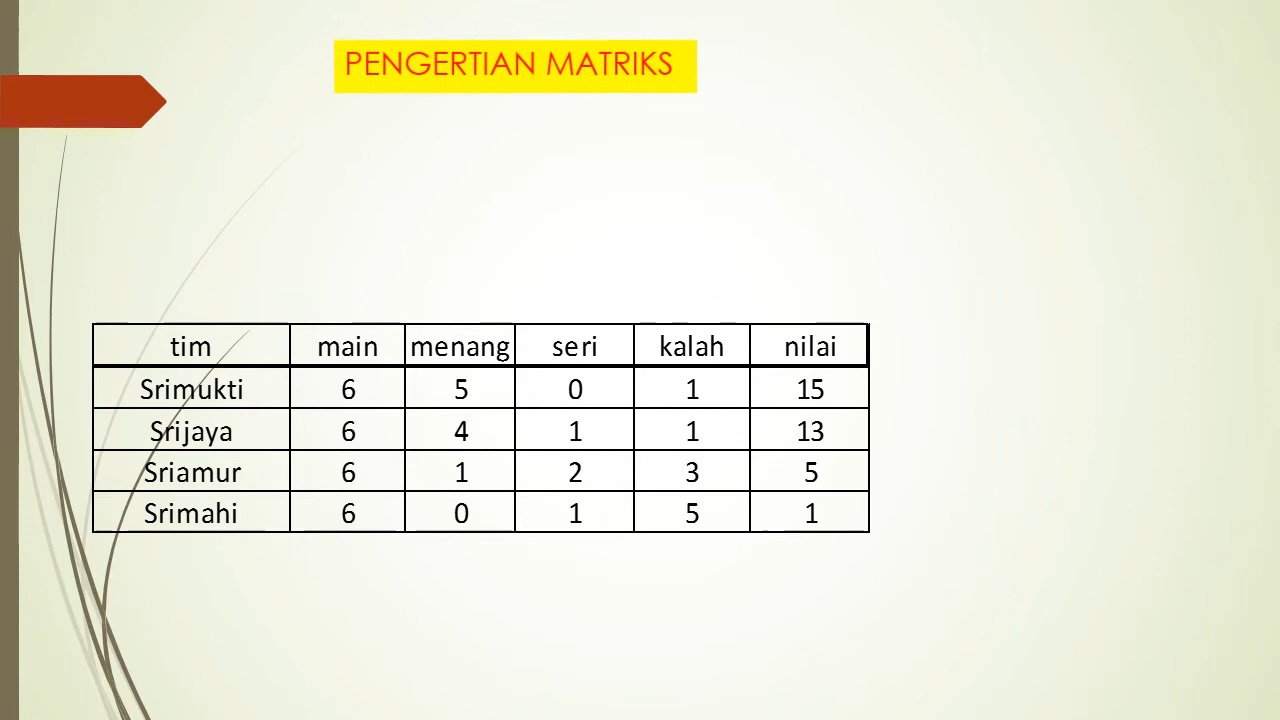 PENGERTIAN MATRIKS
tim main menang seri kalah nilai
Srimukti 6 5 0 1 15
Srijaya 6 4 1 1 13
Sriamur 6 1 2 3 5
Srimahi 6 0 1 5 1